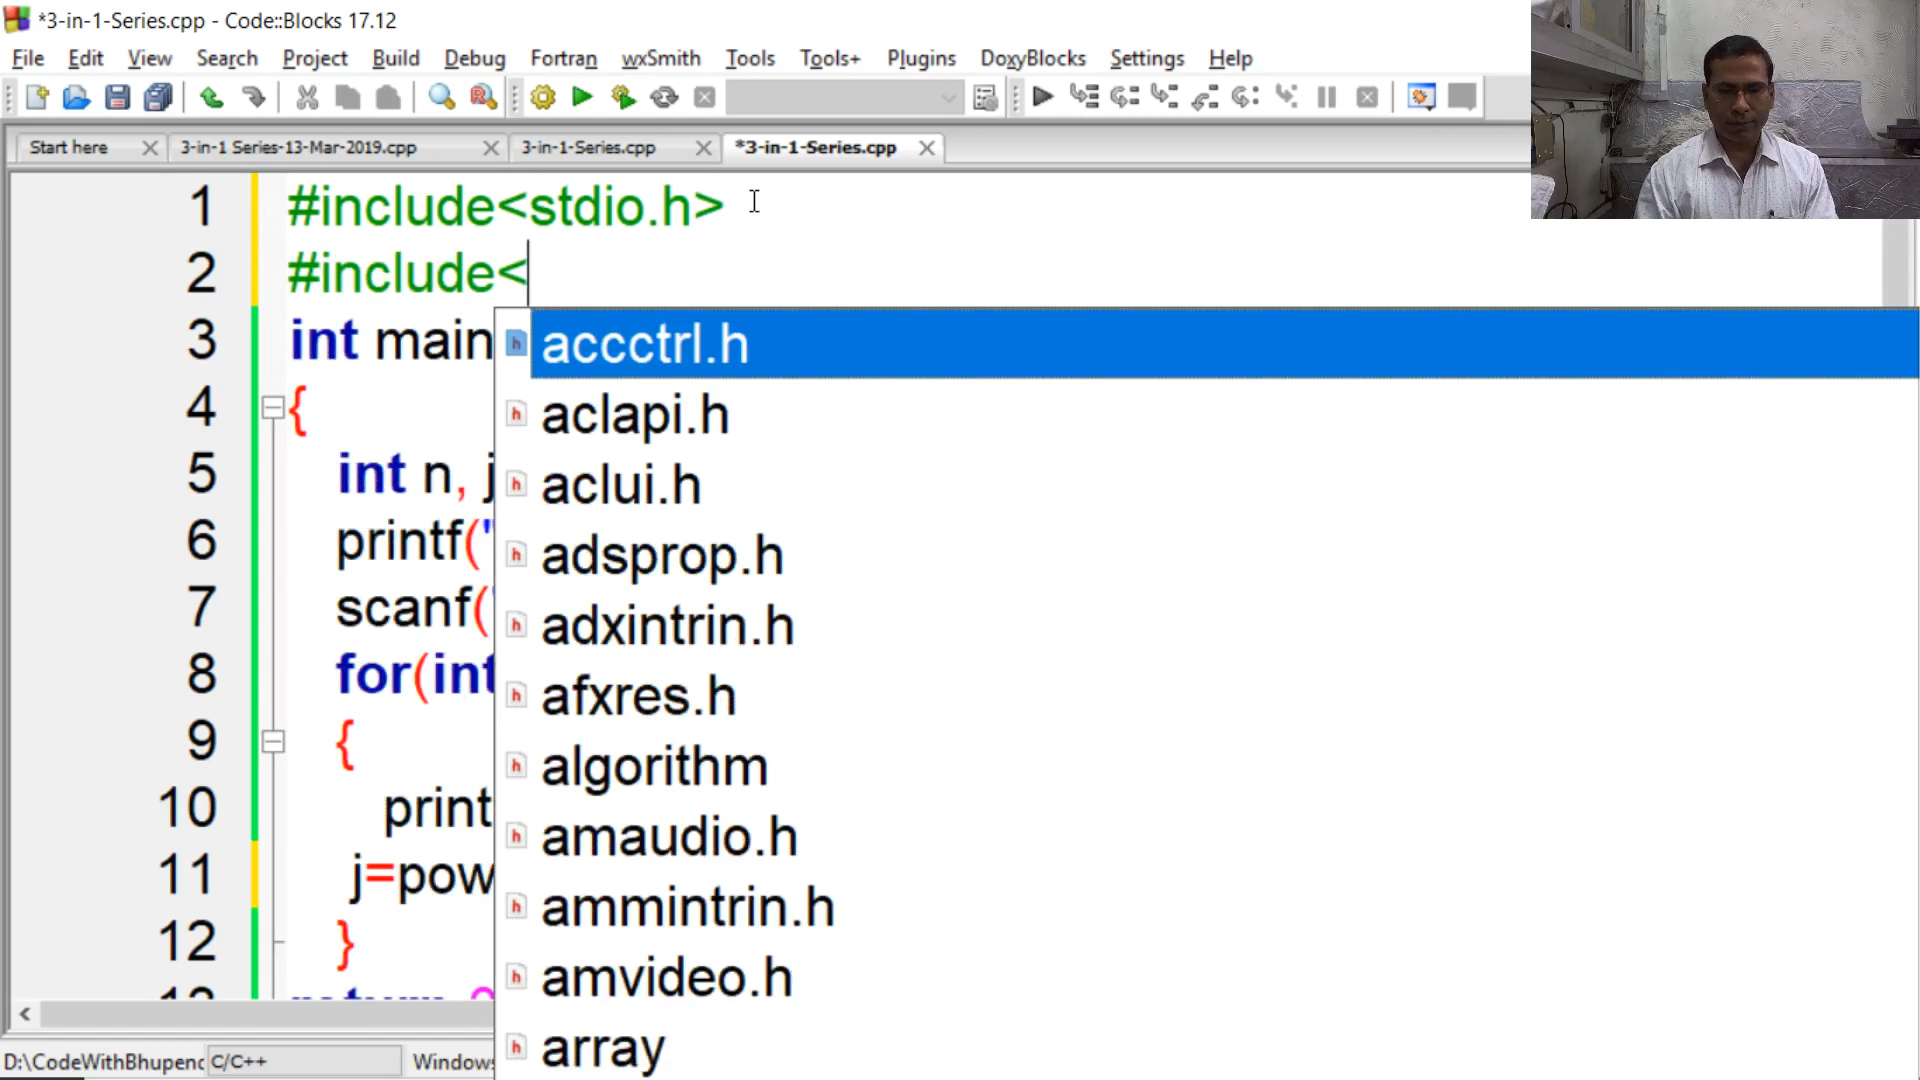 *3-in-1-Series.cpp - Code::Blocks 17.12
File Edit View Search Project Build Debug Fortran wxSmith Tools Tools+ Plugins DoxyBlocks Settings Help
Start here 3-in-1 Series-13-Mar-2019.cpp 3-in-1-Series.cpp *3-in-1-Series.cpp
1 #include<stdio.h>
2 #include<
3 int main
4 {
5 int n, j
6 printf("
7 scanf("
8 for(int
9 {
10 print
11 j=pow
12 }
accctrl.h
aclapi.h
aclui.h
adsprop.h
adxintrin.h
afxres.h
algorithm
amaudio.h
ammintrin.h
amvideo.h
array
D:\CodeWithBhupend C/C++ Windows